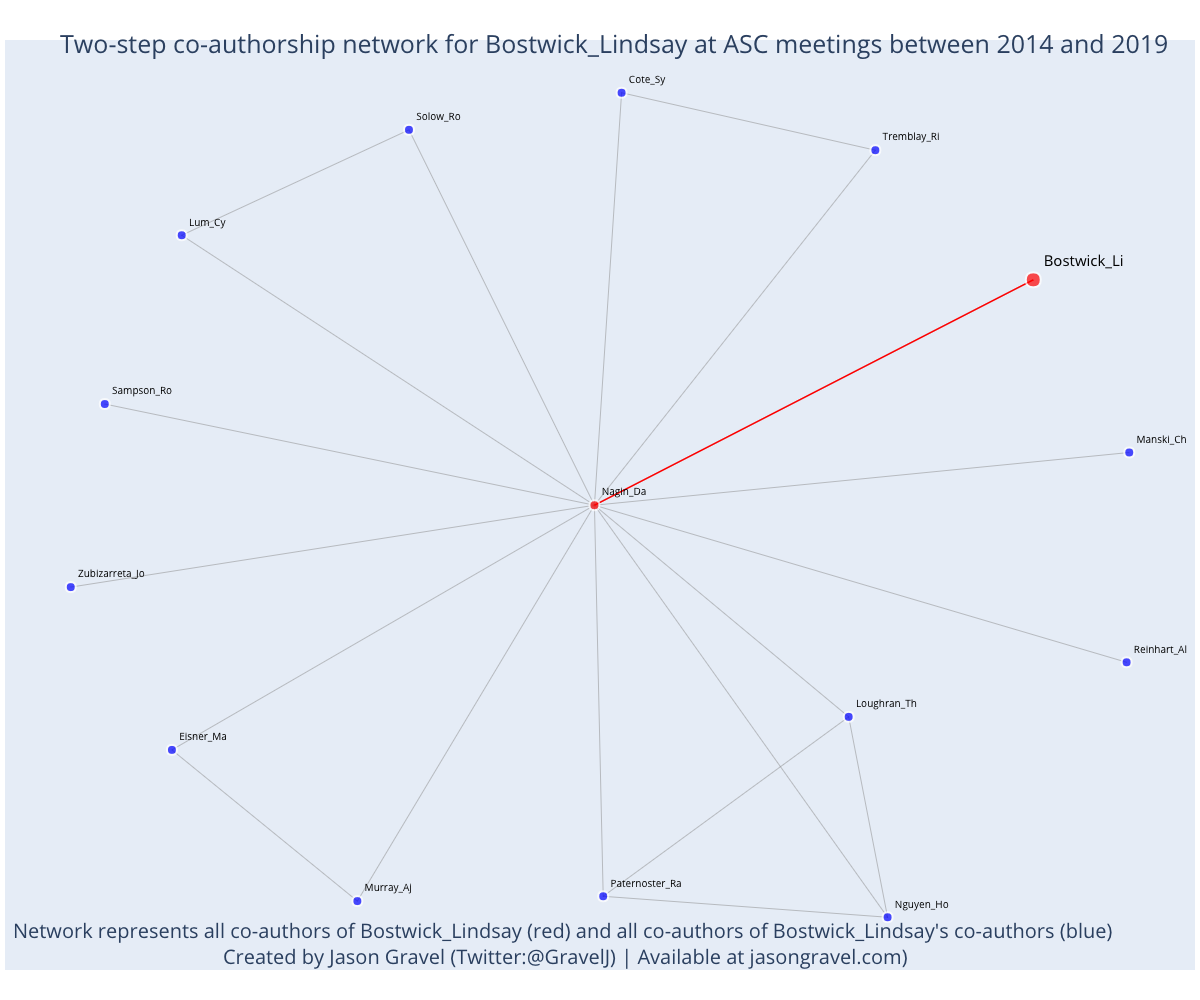 Two-step co-authorship network for Bostwick_Lindsay at ASC meetings between 2014 and 2019
Cote_Sy
Solow_Ro
Tremblay_Ri
Lum_Cy
Bostwick_Li
Sampson_Ro
Manski_Ch
Nagin_Da
Zubizarreta_Jo
Reinhart_Al
Loughran_Th
Eisner_Ma
Paternoster_Ra
Murray_Aj
Nguyen_Ho
Network represents all co-authors of Bostwick_Lindsay (red) and all co-authors of Bostwick_Lindsay's co-authors (blue)
Created by Jason Gravel (Twitter:@GravelJ) | Available at jasongravel.com)